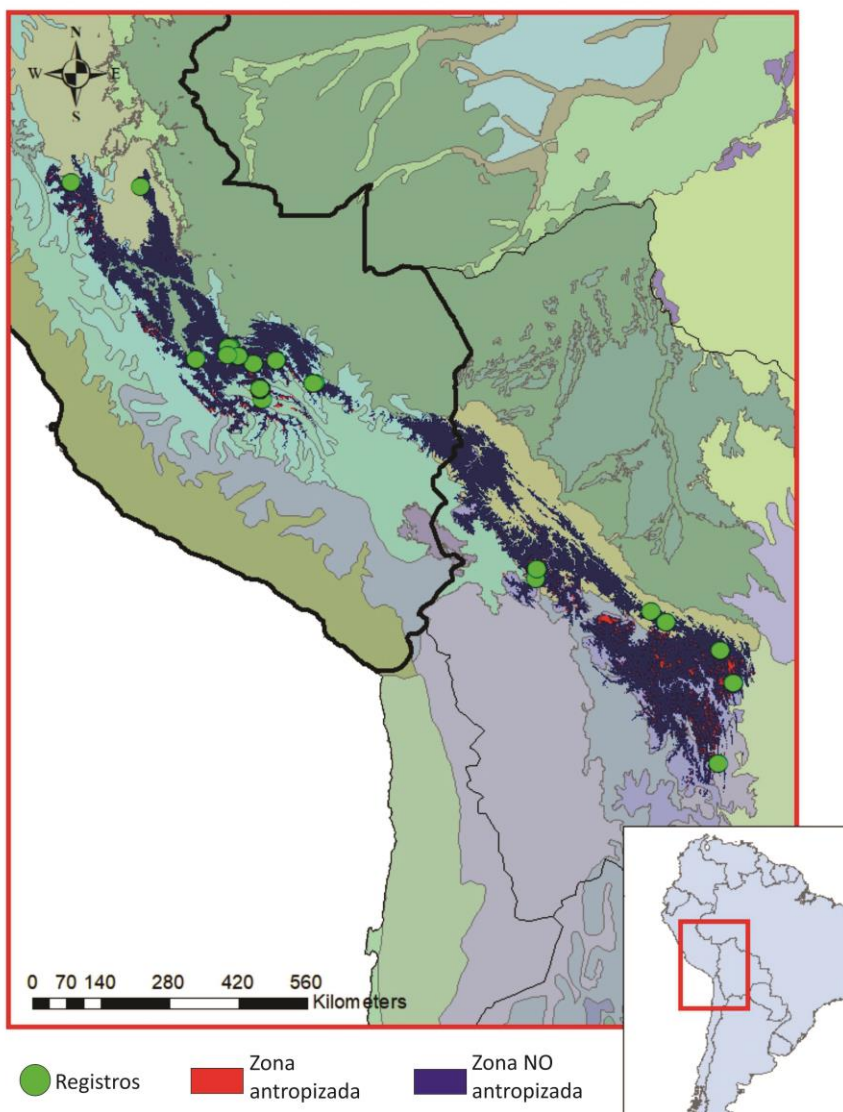 N
W E
S
0 70 140 280 420 560
Kilometers
Registros
Zona
antropizada
Zona NO
antropizada